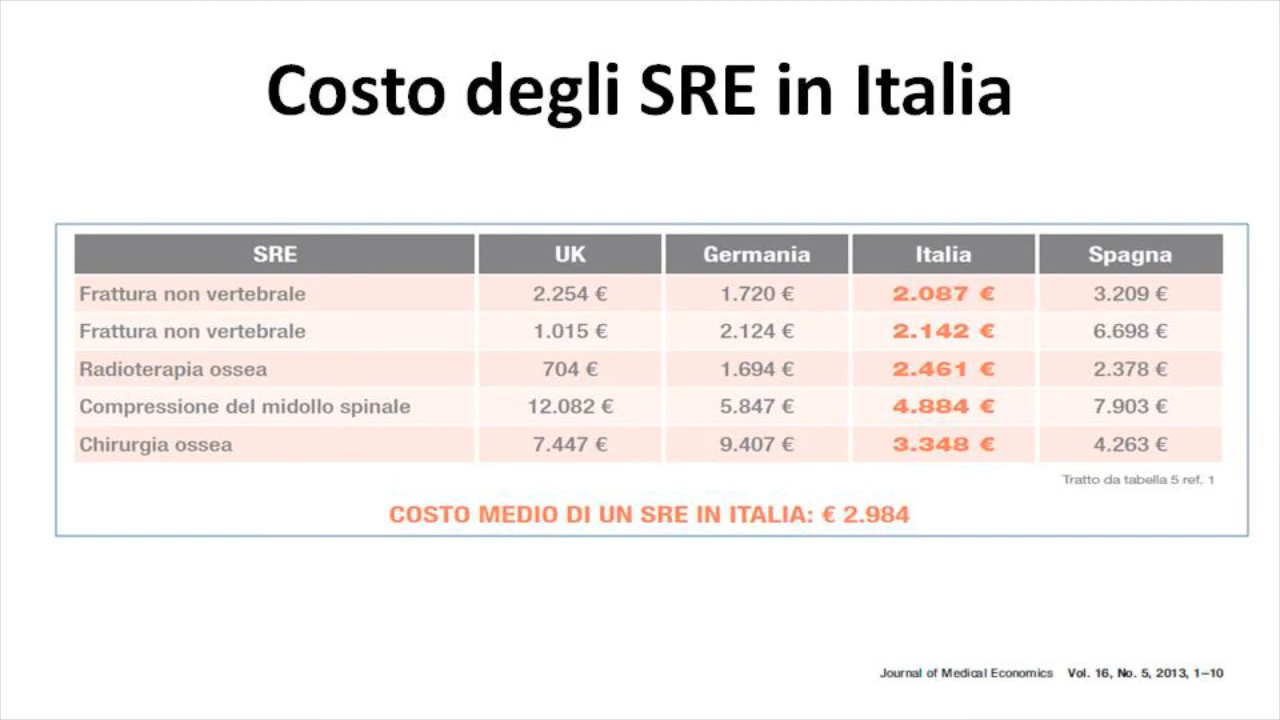 Costo degli SRE in Italia
SRE UK Germania Italia Spagna
Frattura non vertebrale 2.254 € 1.720 € 2.087 € 3.209 €
Frattura non vertebrale 1.015 € 2.124 € 2.142 € 6.698 €
Radioterapia ossea 704 € 1.694 € 2.461 € 2.378 €
Compressione del midollo spinale 12.082 € 5.847 € 4.884 € 7.903 €
Chirurgia ossea 7.447 € 9.407 € 3.348 € 4.263 €
Tratto da tabella 5 ref. 1
COSTO MEDIO DI UN SRE IN ITALIA: € 2.984
Journal of Medical Economics Vol. 16, No. 5, 2013, 1–10